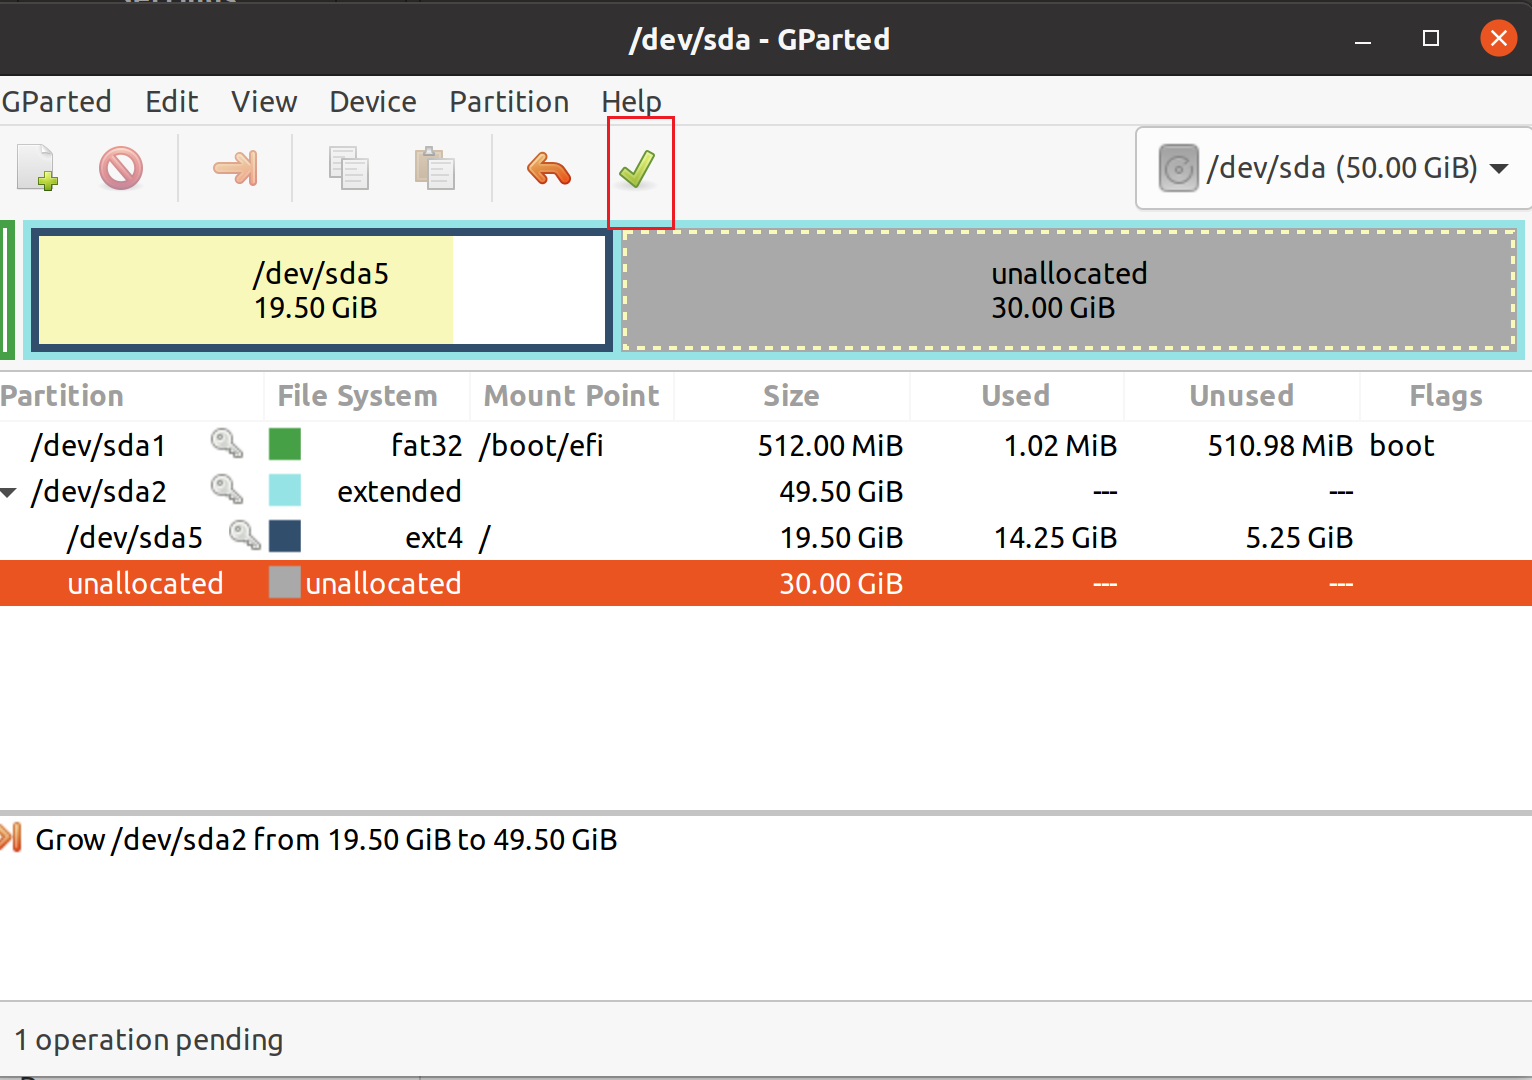 /dev/sda - GParted
GParted Edit View Device Partition Help
/dev/sda (50.00 GiB)
/dev/sda5
19.50 GiB
unallocated
30.00 GiB
Partition File System Mount Point Size Used Unused Flags
/dev/sda1 fat32 /boot/efi 512.00 MiB 1.02 MiB 510.98 MiB boot
/dev/sda2 extended 49.50 GiB --- ---
/dev/sda5 ext4 / 19.50 GiB 14.25 GiB 5.25 GiB
unallocated unallocated 30.00 GiB --- ---
Grow /dev/sda2 from 19.50 GiB to 49.50 GiB
1 operation pending